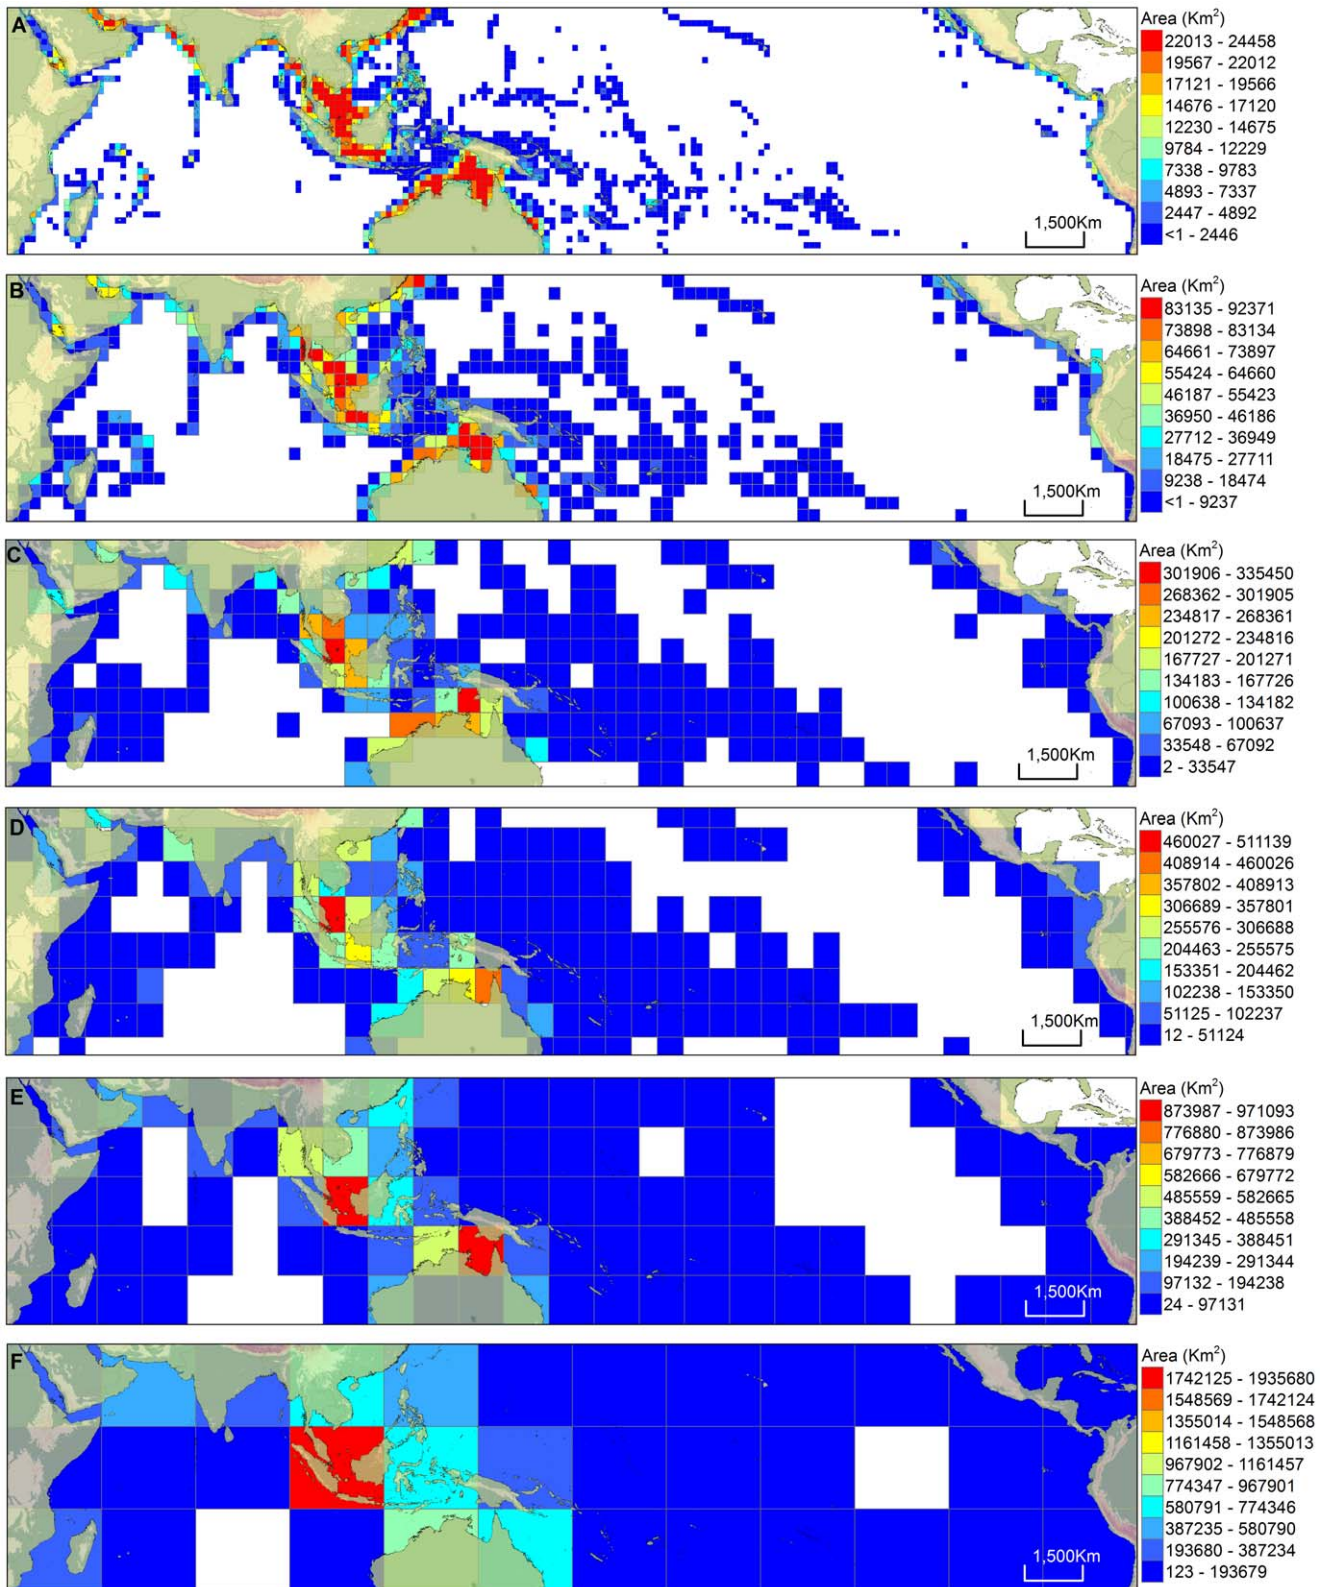 A
Area (Km²)
22013 - 24458
19567 - 22012
17121 - 19566
14676 - 17120
12230 - 14675
9784 - 12229
7338 - 9783
4893 - 7337
2447 - 4892
<1 - 2446
1,500Km
B
Area (Km²)
83135 - 92371
73898 - 83134
64661 - 73897
55424 - 64660
46187 - 55423
36950 - 46186
27712 - 36949
18475 - 27711
9238 - 18474
<1 - 9237
1,500Km
C
Area (Km²)
301906 - 335450
268362 - 301905
234817 - 268361
201272 - 234816
167727 - 201271
134183 - 167726
100638 - 134182
67093 - 100637
33548 - 67092
2 - 33547
1,500Km
D
Area (Km²)
460027 - 511139
408914 - 460026
357802 - 408913
306689 - 357801
255576 - 306688
204463 - 255575
153351 - 204462
102238 - 153350
51125 - 102237
12 - 51124
1,500Km
E
Area (Km²)
873987 - 971093
776880 - 873986
679773 - 776879
582666 - 679772
485559 - 582665
388452 - 485558
291345 - 388451
194239 - 291344
97132 - 194238
24 - 97131
1,500Km
F
Area (Km²)
1742125 - 1935680
1548569 - 1742124
1355014 - 1548568
1161458 - 1355013
967902 - 1161457
774347 - 967901
580791 - 774346
387235 - 580790
193680 - 387234
123 - 193679
1,500Km